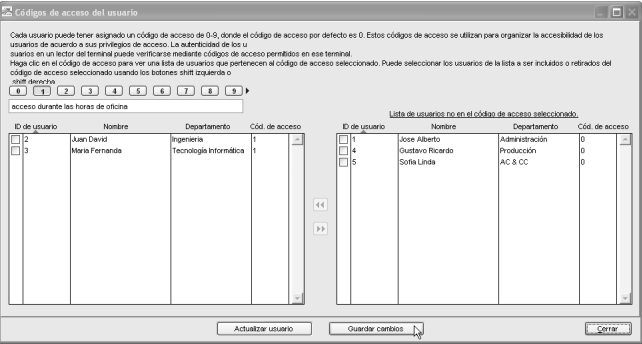 Códigos de acceso del usuario
Cada usuario puede tener asignado un código de acceso de 0-9, donde el código de acceso por defecto es 0. Estos códigos de acceso se utilizan para organizar la accesibilidad de los
usuarios de acuerdo a sus privilegios de acceso. La autenticidad de los u
suarios en un lector del terminal puede verificarse mediante códigos de acceso permitidos en ese terminal.
Haga clic en el código de acceso para ver una lista de usuarios que pertenecen al código de acceso seleccionado. Puede seleccionar los usuarios de la lista a ser incluidos o retirados del
código de acceso seleccionado usando los botones shift izquierda o
shift derecha
0 1 2 3 4 5 6 7 8 9
acceso durante las horas de oficina
Lista de usuarios no en el código de acceso seleccionado.
ID de usuario Nombre Departamento Cód. de acceso ID de usuario Nombre Departamento Cód. de acceso
2 Juan David Ingenieria 1 1 Jose Alberto Administración 0
3 Maria Fernanda Tecnología Informática 1 4 Gustavo Ricardo Producción 0
5 Sofia Linda AC & CC 0
Actualizar usuario Guardar cambios Cerrar